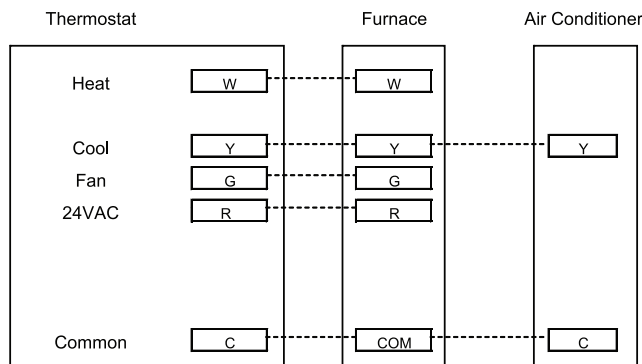 Thermostat Furnace Air Conditioner
Heat W W
Cool Y Y Y
Fan G G
24VAC R R
Common C COM C